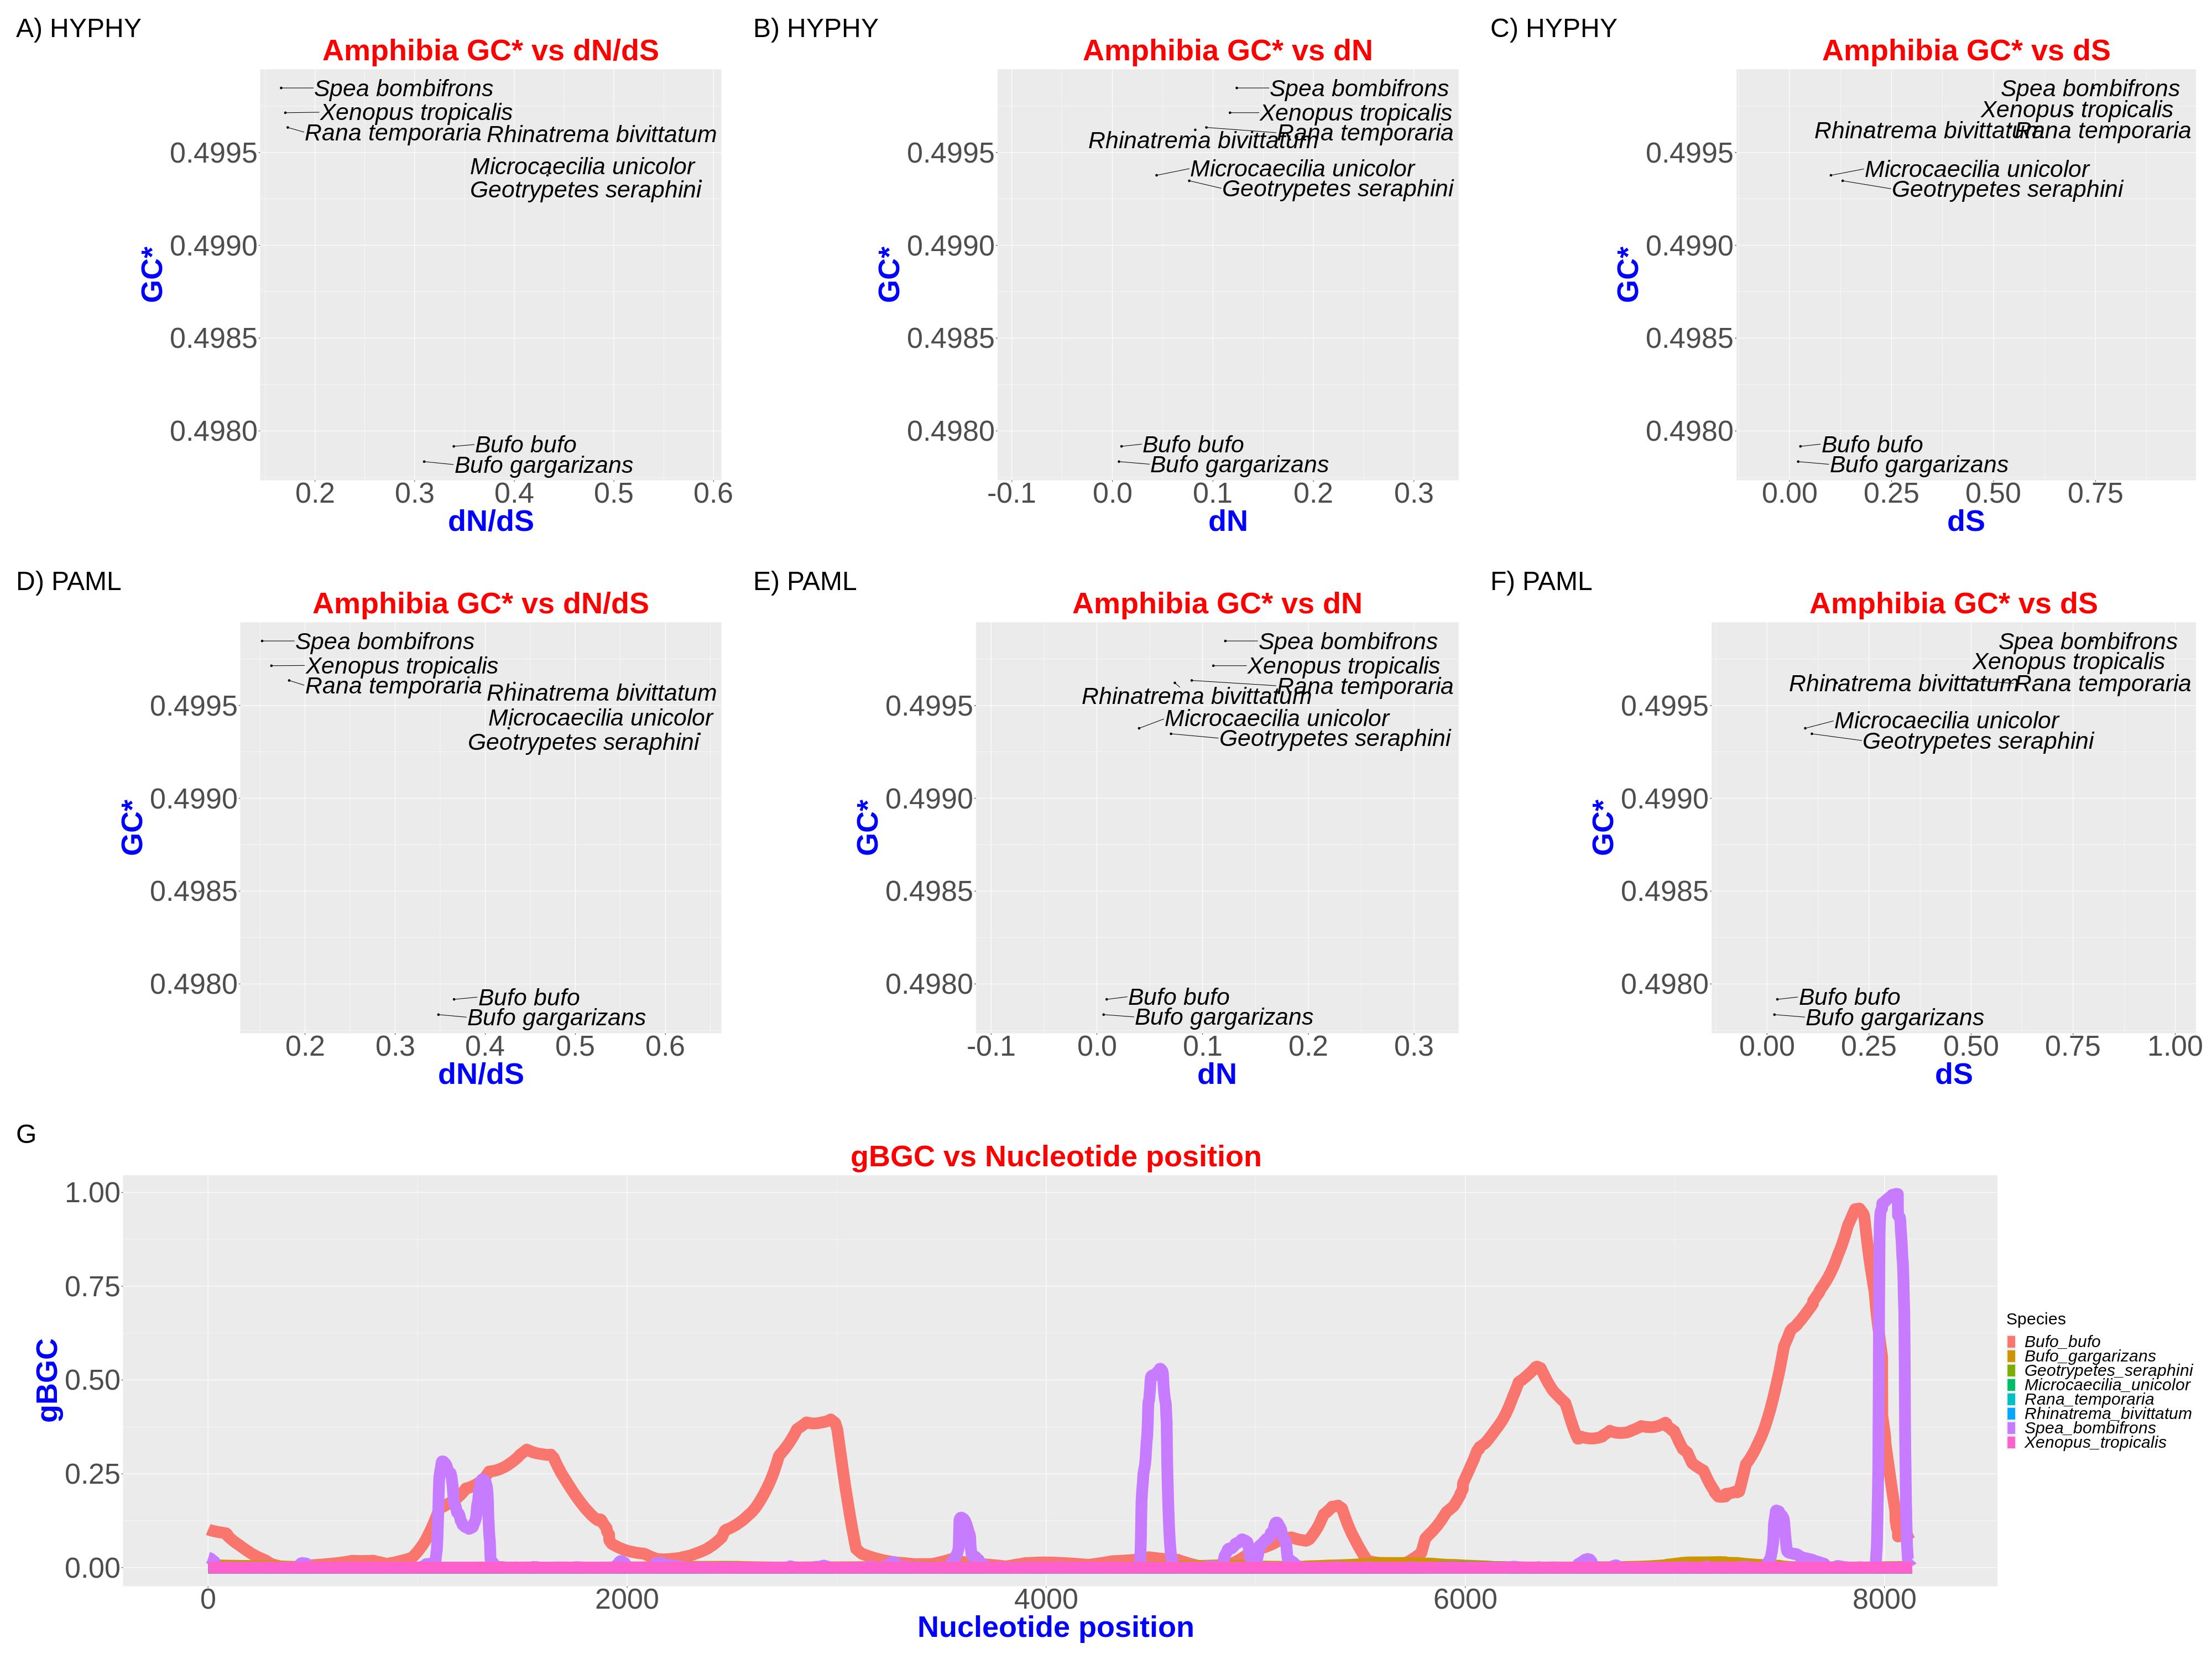 A) HYPHY
Amphibia GC* vs dN/dS
Spea bombifrons
Xenopus tropicalis
Rana temporaria
Rhinatrema bivittatum
Microcaecilia unicolor
Geotrypetes seraphini
Bufo bufo
Bufo gargarizans
0.4995
0.4990
0.4985
0.4980
GC*
0.2 0.3 0.4 0.5 0.6
dN/dS
B) HYPHY
Amphibia GC* vs dN
Spea bombifrons
Xenopus tropicalis
Rana temporaria
Rhinatrema bivittatum
Microcaecilia unicolor
Geotrypetes seraphini
Bufo bufo
Bufo gargarizans
0.4995
0.4990
0.4985
0.4980
GC*
-0.1 0.0 0.1 0.2 0.3
dN
C) HYPHY
Amphibia GC* vs dS
Spea bombifrons
Xenopus tropicalis
Rhinatrema bivittatum
Rana temporaria
Microcaecilia unicolor
Geotrypetes seraphini
Bufo bufo
Bufo gargarizans
0.4995
0.4990
0.4985
0.4980
GC*
0.00 0.25 0.50 0.75
dS
D) PAML
Amphibia GC* vs dN/dS
Spea bombifrons
Xenopus tropicalis
Rana temporaria
Rhinatrema bivittatum
Microcaecilia unicolor
Geotrypetes seraphini
Bufo bufo
Bufo gargarizans
0.4995
0.4990
0.4985
0.4980
GC*
0.2 0.3 0.4 0.5 0.6
dN/dS
E) PAML
Amphibia GC* vs dN
Spea bombifrons
Xenopus tropicalis
Rana temporaria
Rhinatrema bivittatum
Microcaecilia unicolor
Geotrypetes seraphini
Bufo bufo
Bufo gargarizans
0.4995
0.4990
0.4985
0.4980
GC*
-0.1 0.0 0.1 0.2 0.3
dN
F) PAML
Amphibia GC* vs dS
Spea bombifrons
Xenopus tropicalis
Rhinatrema bivittatum
Rana temporaria
Microcaecilia unicolor
Geotrypetes seraphini
Bufo bufo
Bufo gargarizans
0.4995
0.4990
0.4985
0.4980
GC*
0.00 0.25 0.50 0.75 1.00
dS
G
gBGC vs Nucleotide position
1.00
0.75
0.50
0.25
0.00
gBGC
0 2000 4000 6000 8000
Nucleotide position
Species
Bufo_bufo
Bufo_gargarizans
Geotrypetes_seraphini
Microcaecilia_unicolor
Rana_temporaria
Rhinatrema_bivittatum
Spea_bombifrons
Xenopus_tropicalis